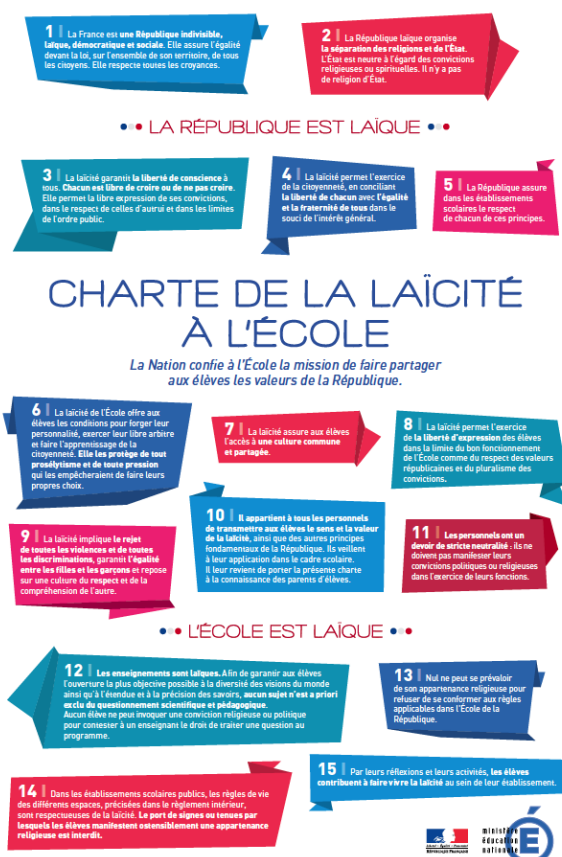 1 | La France est une République indivisible,
laïque, démocratique et sociale. Elle assure l'égalité
devant la loi, sur l'ensemble de son territoire, de tous
les citoyens. Elle respecte toutes les croyances.
2 | La République laïque organise
la séparation des religions et de l'État.
L'État est neutre à l'égard des convictions
religieuses ou spirituelles. Il n'y a pas
de religion d'État.
LA RÉPUBLIQUE EST LAÏQUE
3 | La laïcité garantit la liberté de conscience à
tous. Chacun est libre de croire ou de ne pas croire.
Elle permet la libre expression de ses convictions,
dans le respect de celles d'autrui et dans les limites
de l'ordre public.
4 | La laïcité permet l'exercice
de la citoyenneté, en conciliant
la liberté de chacun avec l'égalité
et la fraternité de tous dans le
souci de l'intérêt général.
5 | La République assure
dans les établissements
scolaires le respect
de chacun de ces principes.
CHARTE DE LA LAÏCITÉ
À L'ÉCOLE
La Nation confie à l'École la mission de faire partager
aux élèves les valeurs de la République.
6 | La laïcité de l'École offre aux
élèves les conditions pour forger leur
personnalité, exercer leur libre arbitre
et faire l'apprentissage de la
citoyenneté. Elle les protège de tout
prosélytisme et de toute pression
qui les empêcheraient de faire leurs
propres choix.
7 | La laïcité assure aux élèves
l'accès à une culture commune
et partagée.
8 | La laïcité permet l'exercice
de la liberté d'expression des élèves
dans la limite du bon fonctionnement
de l'École comme du respect des valeurs
républicaines et du pluralisme des
convictions.
9 | La laïcité implique le rejet
de toutes les violences et de toutes
les discriminations, garantit l'égalité
entre les filles et les garçons et repose
sur une culture du respect et de la
compréhension de l'autre.
10 | Il appartient à tous les personnels
de transmettre aux élèves le sens et la valeur
de la laïcité, ainsi que des autres principes
fondamentaux de la République. Ils veillent
à leur application dans le cadre scolaire.
Il leur revient de porter la présente charte
à la connaissance des parents d'élèves.
11 | Les personnels ont un
devoir de stricte neutralité : ils ne
doivent pas manifester leurs
convictions politiques ou religieuses
dans l'exercice de leurs fonctions.
L'ÉCOLE EST LAÏQUE
12 | Les enseignements sont laïques. Afin de garantir aux élèves
l'ouverture la plus objective possible à la diversité des visions du monde
ainsi qu'à l'étendue et à la précision des savoirs, aucun sujet n'est a priori
exclu du questionnement scientifique et pédagogique.
Aucun élève ne peut invoquer une conviction religieuse ou politique
pour contester à un enseignant le droit de traiter une question au
programme.
13 | Nul ne peut se prévaloir
de son appartenance religieuse pour
refuser de se conformer aux règles
applicables dans l'École de la
République.
14 | Dans les établissements scolaires publics, les règles de vie
des différents espaces, précisées dans le règlement intérieur,
sont respectueuses de la laïcité. Le port de signes ou tenues par
lesquels les élèves manifestent ostensiblement une appartenance
religieuse est interdit.
15 | Par leurs réflexions et leurs activités, les élèves
contribuent à faire vivre la laïcité au sein de leur établissement.
Liberté • Égalité • Fraternité
RÉPUBLIQUE FRANÇAISE
ministère
éducation
nationale
É